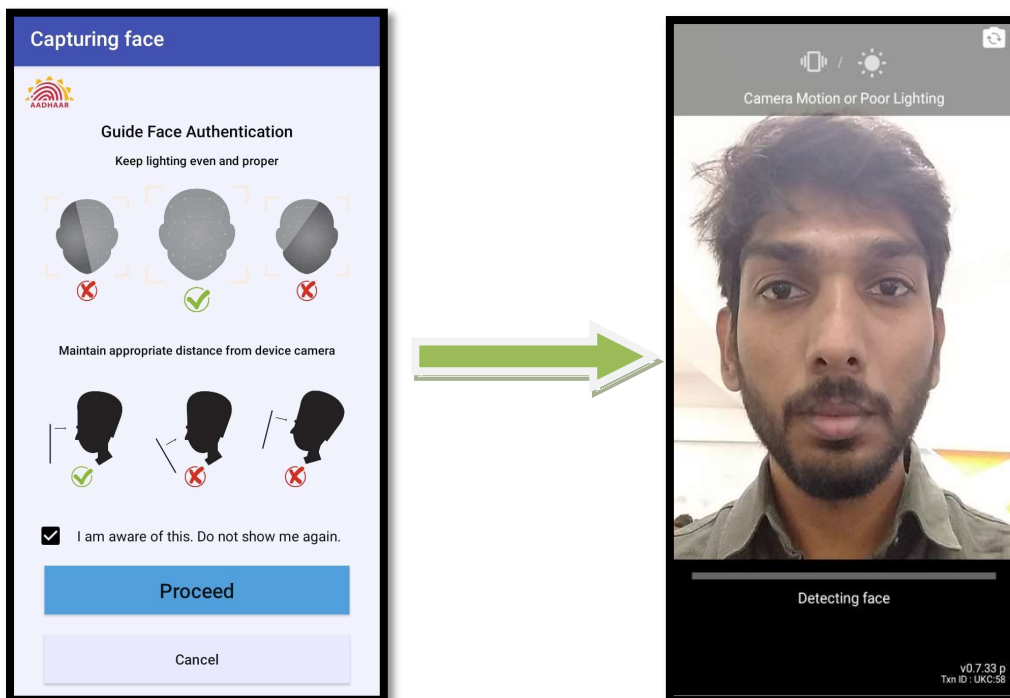 Capturing face
AADHAAR
Guide Face Authentication
Keep lighting even and proper
Maintain appropriate distance from device camera
I am aware of this. Do not show me again.
Proceed
Cancel
/
Camera Motion or Poor Lighting
Detecting face
v0.7.33 p
Txn ID : UKC:58